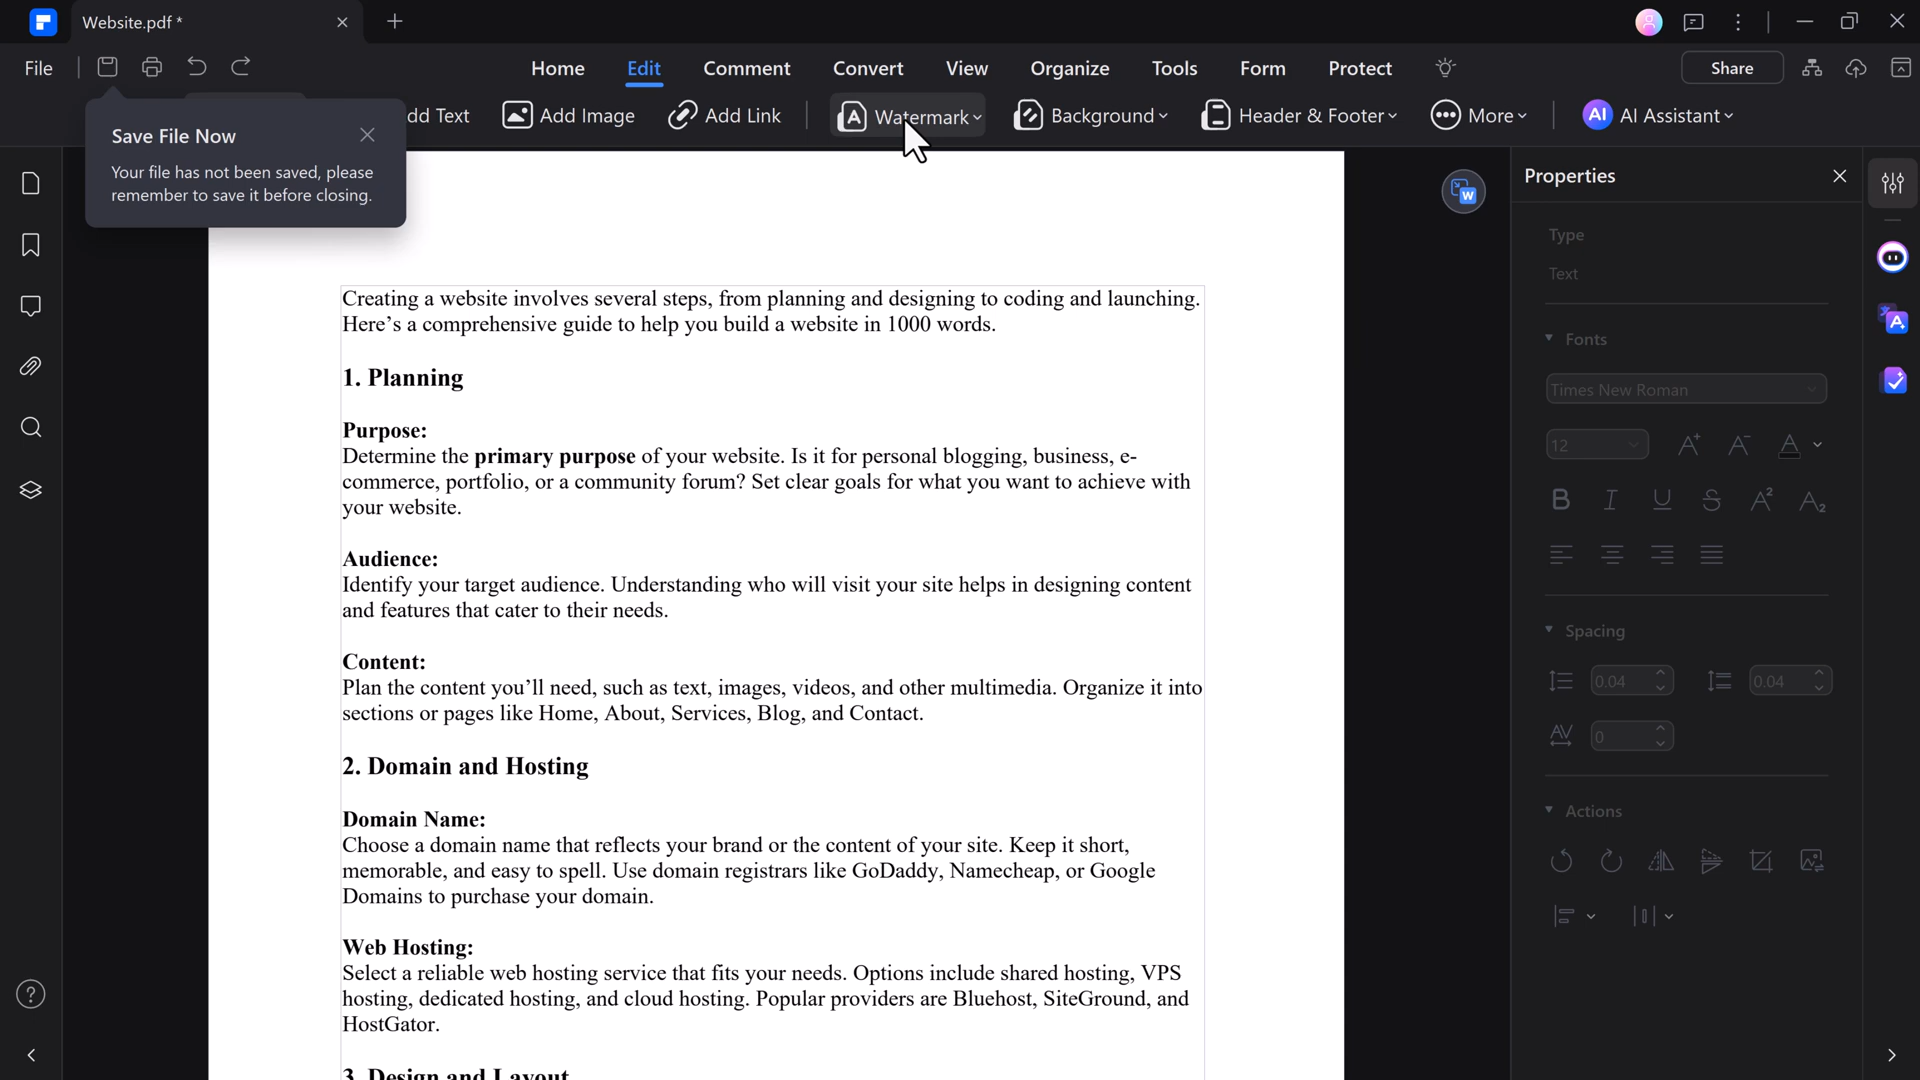 Website.pdf *
File
Home
Edit
Comment
Convert
View
Organize
Tools
Form
Protect
Share
dd Text
Add Image
Add Link
Watermark
Background
Header & Footer
More
AI AI Assistant
Save File Now
Your file has not been saved, please
remember to save it before closing.
Creating a website involves several steps, from planning and designing to coding and launching.
Here’s a comprehensive guide to help you build a website in 1000 words.
1. Planning
Purpose:
Determine the primary purpose of your website. Is it for personal blogging, business, e-
commerce, portfolio, or a community forum? Set clear goals for what you want to achieve with
your website.
Audience:
Identify your target audience. Understanding who will visit your site helps in designing content
and features that cater to their needs.
Content:
Plan the content you’ll need, such as text, images, videos, and other multimedia. Organize it into
sections or pages like Home, About, Services, Blog, and Contact.
2. Domain and Hosting
Domain Name:
Choose a domain name that reflects your brand or the content of your site. Keep it short,
memorable, and easy to spell. Use domain registrars like GoDaddy, Namecheap, or Google
Domains to purchase your domain.
Web Hosting:
Select a reliable web hosting service that fits your needs. Options include shared hosting, VPS
hosting, dedicated hosting, and cloud hosting. Popular providers are Bluehost, SiteGround, and
HostGator.
3. Design and Layout
Properties
Type
Text
Fonts
Times New Roman
12
Spacing
0.04
0.04
0
Actions